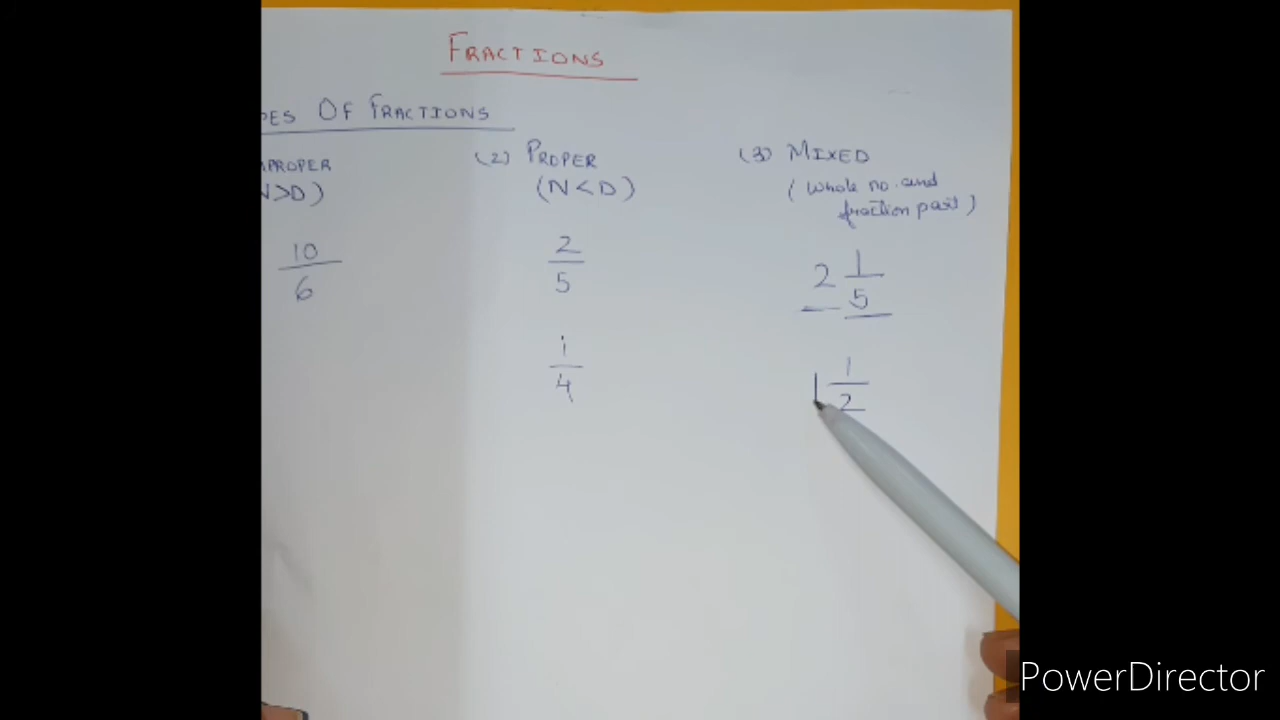 FRACTIONS
PES OF FRACTIONS
PROPER
(2) PROPER
(3) MIXED
N>D)
(N<D)
(Whole no. and
fraction part)
10
6
2
5
2 1
5
1
4
1 1
2
PowerDirector